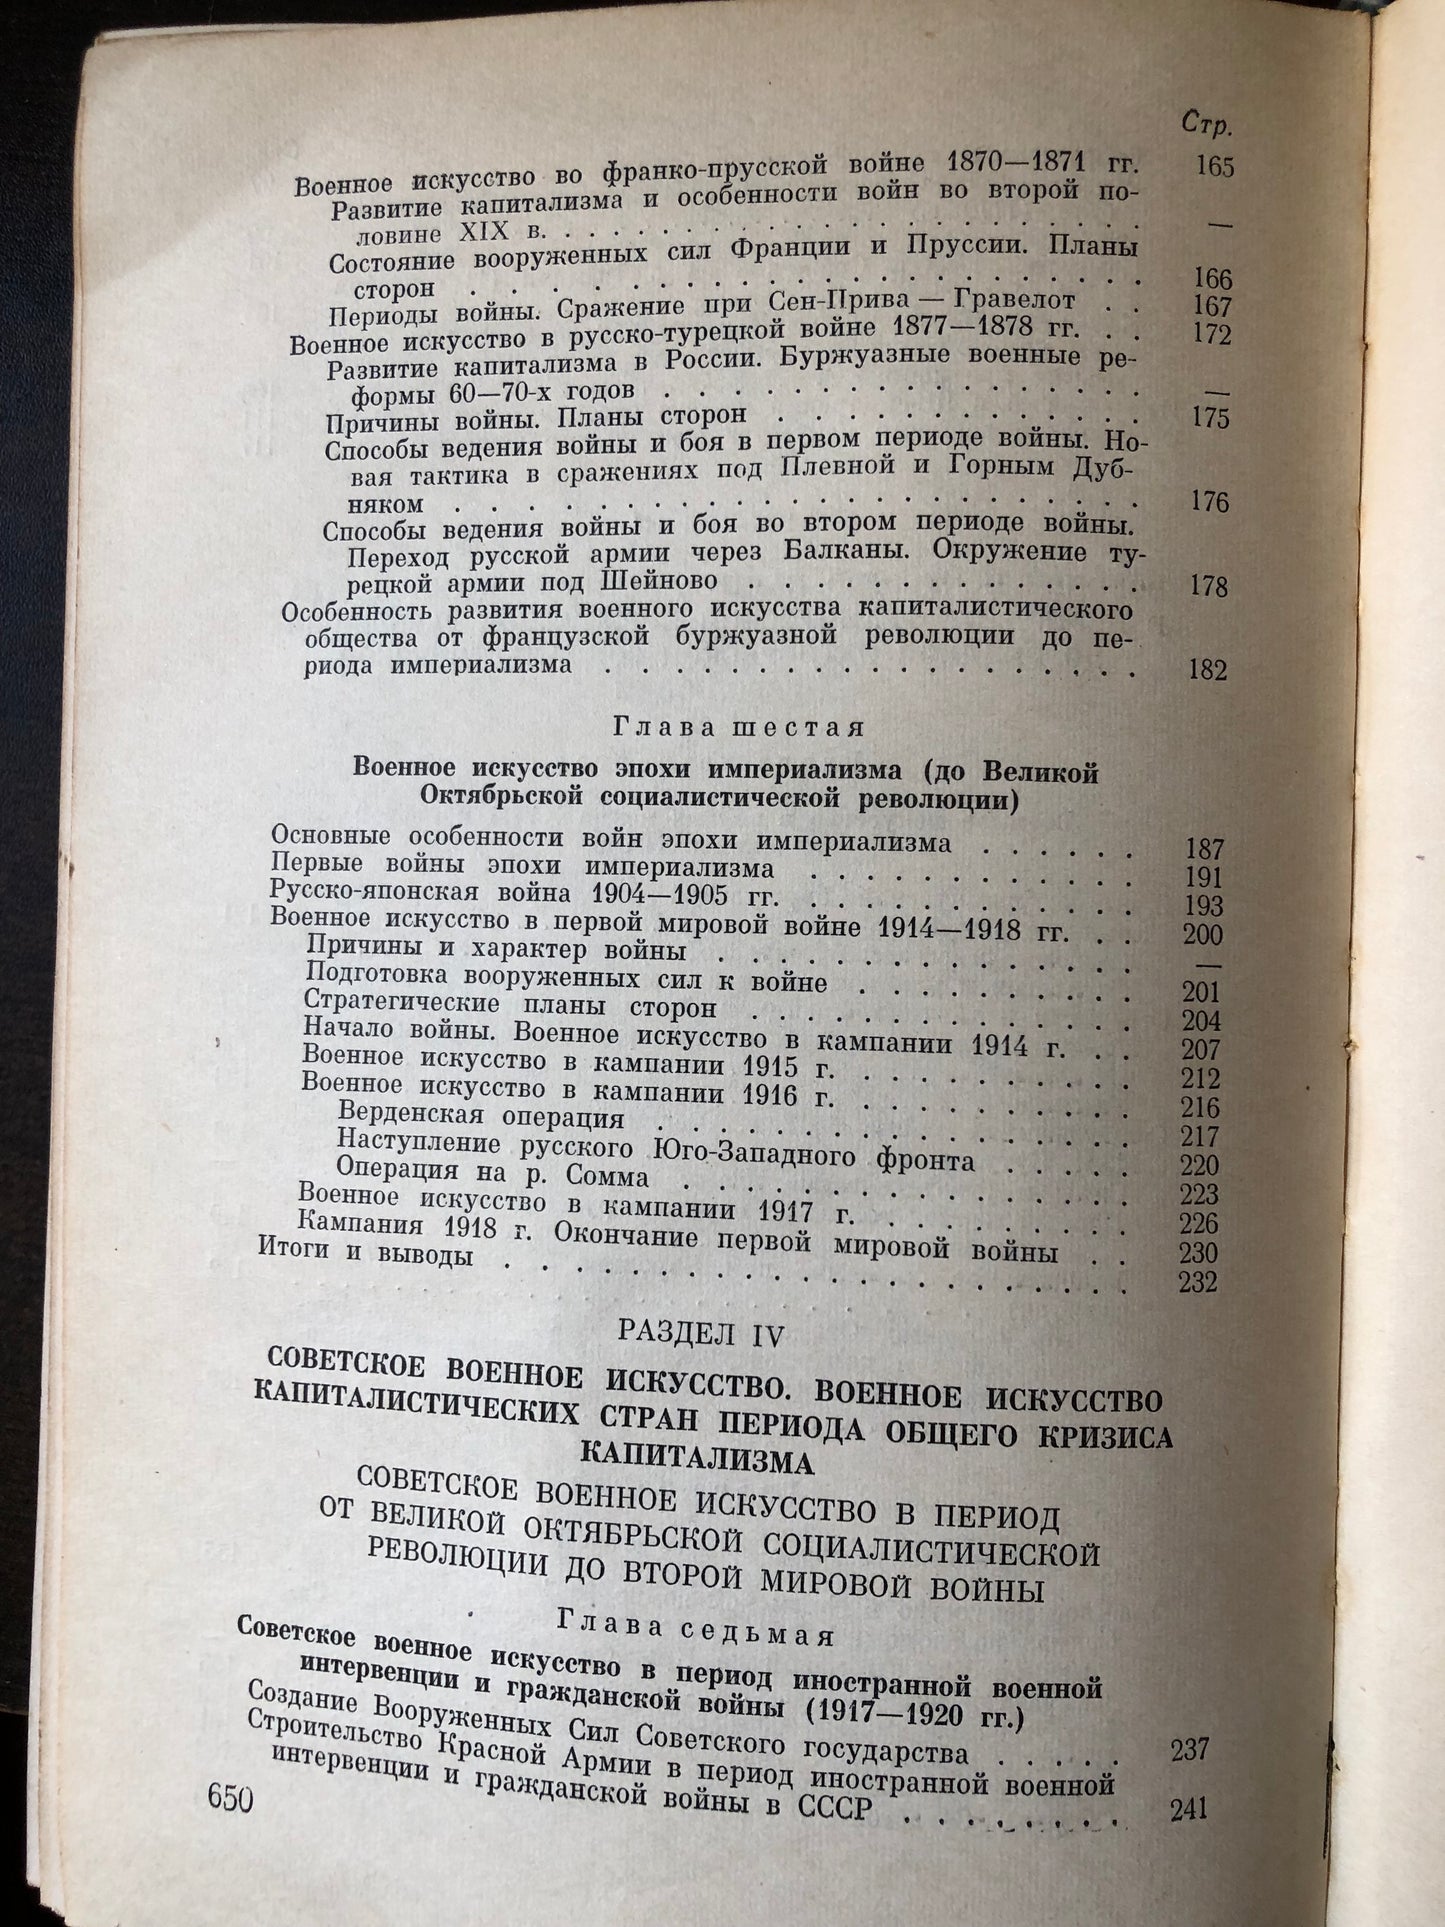 Стр.
Военное искусство во франко-прусской войне 1870—1871 гг. 165
Развитие капитализма и особенности войн во второй по-
ловине XIX в. . . . . . . . . . . . . . . . . . . —
Состояние вооруженных сил Франции и Пруссии. Планы
сторон . . . . . . . . . . . . . . . . . . 166
Периоды войны. Сражение при Сен-Прива — Гравелот . . 167
Военное искусство в русско-турецкой войне 1877—1878 гг. . . 172
Развитие капитализма в России. Буржуазные военные ре-
формы 60—70-х годов . . . . . . . . . . . . . . —
Причины войны. Планы сторон . . . . . . . . . . . 175
Способы ведения войны и боя в первом периоде войны. Но-
вая тактика в сражениях под Плевной и Горным Дуб-
няком . . . . . . . . . . . . . . . . . . . 176
Способы ведения войны и боя во втором периоде войны.
Переход русской армии через Балканы. Окружение ту-
рецкой армии под Шейново . . . . . . . . . . . . 178
Особенность развития военного искусства капиталистического
общества от французской буржуазной революции до пе-
риода империализма . . . . . . . . . . . . . . . . 182
Глава шестая
Военное искусство эпохи империализма (до Великой
Октябрьской социалистической революции)
Основные особенности войн эпохи империализма . . . . . . 187
Первые войны эпохи империализма . . . . . . . . . . . . 191
Русско-японская война 1904—1905 гг. . . . . . . . . . . . . 193
Военное искусство в первой мировой войне 1914—1918 гг. . . 200
Причины и характер войны . . . . . . . . . . . . . . —
Подготовка вооруженных сил к войне . . . . . . . . . . 201
Стратегические планы сторон . . . . . . . . . . . . . 204
Начало войны. Военное искусство в кампании 1914 г. . . 207
Военное искусство в кампании 1915 г. . . . . . . . . . . 212
Военное искусство в кампании 1916 г. . . . . . . . . . . 216
Верденская операция . . . . . . . . . . . . . . . . 217
Наступление русского Юго-Западного фронта . . . . . 220
Операция на р. Сомма . . . . . . . . . . . . . . . 223
Военное искусство в кампании 1917 г. . . . . . . . . . 226
Кампания 1918 г. Окончание первой мировой войны . . 230
Итоги и выводы . . . . . . . . . . . . . . . . . . . . . 232
РАЗДЕЛ IV
СОВЕТСКОЕ ВОЕННОЕ ИСКУССТВО. ВОЕННОЕ ИСКУССТВО
КАПИТАЛИСТИЧЕСКИХ СТРАН ПЕРИОДА ОБЩЕГО КРИЗИСА
КАПИТАЛИЗМА
СОВЕТСКОЕ ВОЕННОЕ ИСКУССТВО В ПЕРИОД
ОТ ВЕЛИКОЙ ОКТЯБРЬСКОЙ СОЦИАЛИСТИЧЕСКОЙ
РЕВОЛЮЦИИ ДО ВТОРОЙ МИРОВОЙ ВОЙНЫ
Глава седьмая
Советское военное искусство в период иностранной военной
интервенции и гражданской войны (1917—1920 гг.)
Создание Вооруженных Сил Советского государства . . . . . 237
Строительство Красной Армии в период иностранной военной
интервенции и гражданской войны в СССР . . . . . . . . 241
650